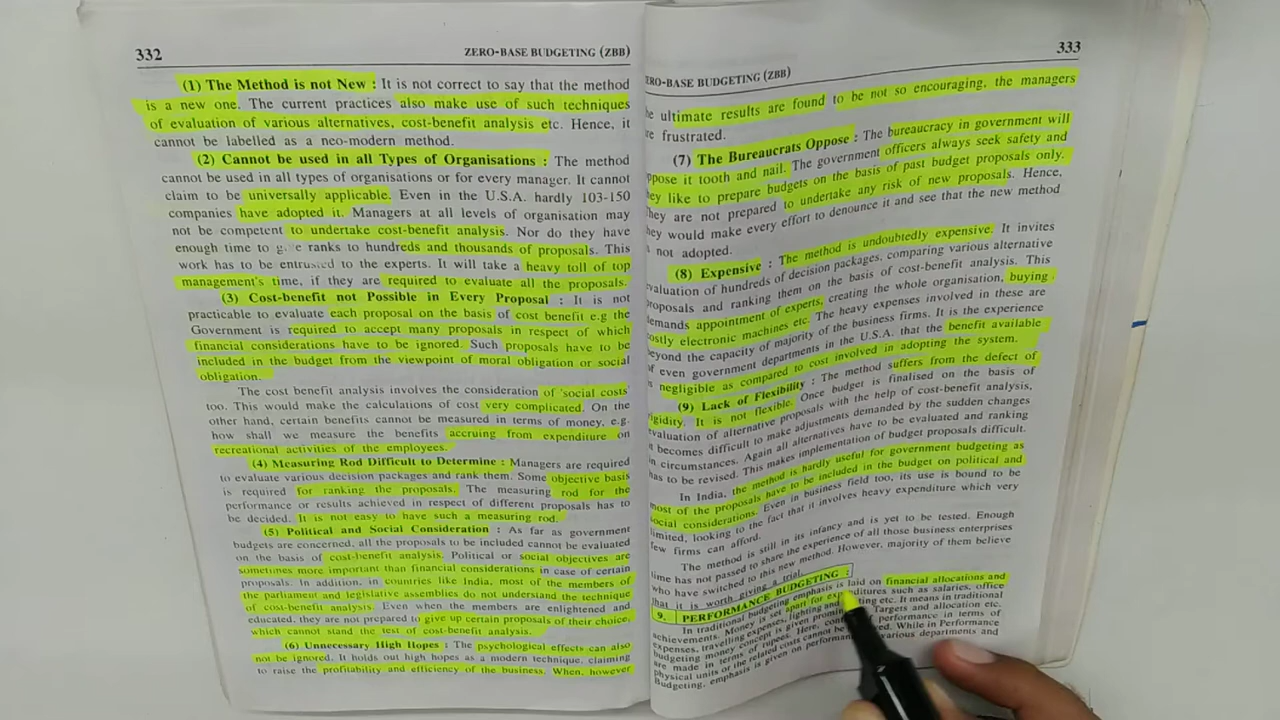 332
ZERO-BASE BUDGETING (ZBB)
(1) The Method is not New : It is not correct to say that the method
is a new one. The current practices also make use of such techniques
of evaluation of various alternatives, cost-benefit analysis etc. Hence, it
cannot be labelled as a neo-modern method.
(2) Cannot be used in all Types of Organisations : The method
cannot be used in all types of organisations or for every manager. It cannot
claim to be universally applicable. Even in the U.S.A. hardly 103-150
companies have adopted it. Managers at all levels of organisation may
not be competent to undertake cost-benefit analysis. Nor do they have
enough time to ranks to hundreds and thousands of proposals. This
work has to be entrusted to the experts. It will take a heavy toll of top
management's time, if they are required to evaluate all the proposals.
(3) Cost-benefit not Possible in Every Proposal : It is not
practicable to evaluate each proposal on the basis of cost benefit e.g the
Government is required to accept many proposals in respect of which
financial considerations have to be ignored. Such proposals have to be
included in the budget from the viewpoint of moral obligation or social
obligation.
The cost benefit analysis involves the consideration of 'social costs'
too. This would make the calculations of cost very complicated. On the
other hand, certain benefits cannot be measured in terms of money, e.g.
how shall we measure the benefits accruing from expenditure on
recreational activities of the employees.
(4) Measuring Rod Difficult to Determine : Managers are required
to evaluate various decision packages and rank them. Some objective basis
is required for ranking the proposals. The measuring rod for the
performance or results achieved in respect of different proposals has to
be decided. It is not easy to have such a measuring rod.
(5) Political and Social Consideration : As far as government
budgets are concerned, all the proposals to be included cannot be evaluated
on the basis of cost-benefit analysis. Political or social objectives are
sometimes more important than financial considerations in case of certain
proposals. In addition, in countries like India, most of the members of
the parliament and legislative assemblies do not understand the technique
of cost-benefit analysis. Even when the members are enlightened and
educated, they are not prepared to give up certain proposals of their choice,
which cannot stand the test of cost-benefit analysis.
(6) Unnecessary High Hopes : The psychological effects can also
not be ignored. It holds out high hopes as a modern technique, claiming
to raise the profitability and efficiency of the business. When, however
ERO-BASE BUDGETING (ZBB)
333
he ultimate results are found to be not so encouraging, the managers
re frustrated.
(7) The Bureaucrats Oppose : The bureaucracy in government will
ppose it tooth and nail. The government officers always seek safety and
hey like to prepare budgets on the basis of past budget proposals only.
They are not prepared to undertake any risk of new proposals. Hence,
hey would make every effort to denounce it and see that the new method
s not adopted.
(8) Expensive : The method is undoubtedly expensive. It invites
evaluation of hundreds of decision packages, comparing various alternative
proposals and ranking them on the basis of cost-benefit analysis. This
demands appointment of experts, creating the whole organisation, buying
costly electronic machines etc. The heavy expenses involved in these are
beyond the capacity of majority of the business firms. It is the experience
of even government departments in the U.S.A. that the benefit available
s negligible as compared to cost involved in adopting the system.
(9) Lack of Flexibility : The method suffers from the defect of
rigidity. It is not flexible. Once budget is finalised on the basis of
evaluation of alternative proposals with the help of cost-benefit analysis,
it becomes difficult to make adjustments demanded by the sudden changes
in circumstances. Again all alternatives have to be evaluated and ranking
has to be revised. This makes implementation of budget proposals difficult.
In India, the method is hardly useful for government budgeting as
most of the proposals have to be included in the budget on political and
social considerations. Even in business field too, its use is bound to be
limited, looking to the fact that it involves heavy expenditure which very
few firms can afford.
The method is still in its infancy and is yet to be tested. Enough
time has not passed to share the experience of all those business enterprises
who have switched to this new method. However, majority of them believe
that it is worth giving a trial.
9. PERFORMANCE BUDGETING :
In traditional budgeting emphasis is laid on financial allocations and
achievements. Money is set apart for expenditures such as salaries, office
expenses, travelling expenses, lighting and etc. It means in traditional
budgeting money concept is given Targets and allocation etc.
are made in terms of rupees. Here, performance in terms of
physical units or the related costs cannot be While in Performance
Budgeting, emphasis is given on performance various departments and